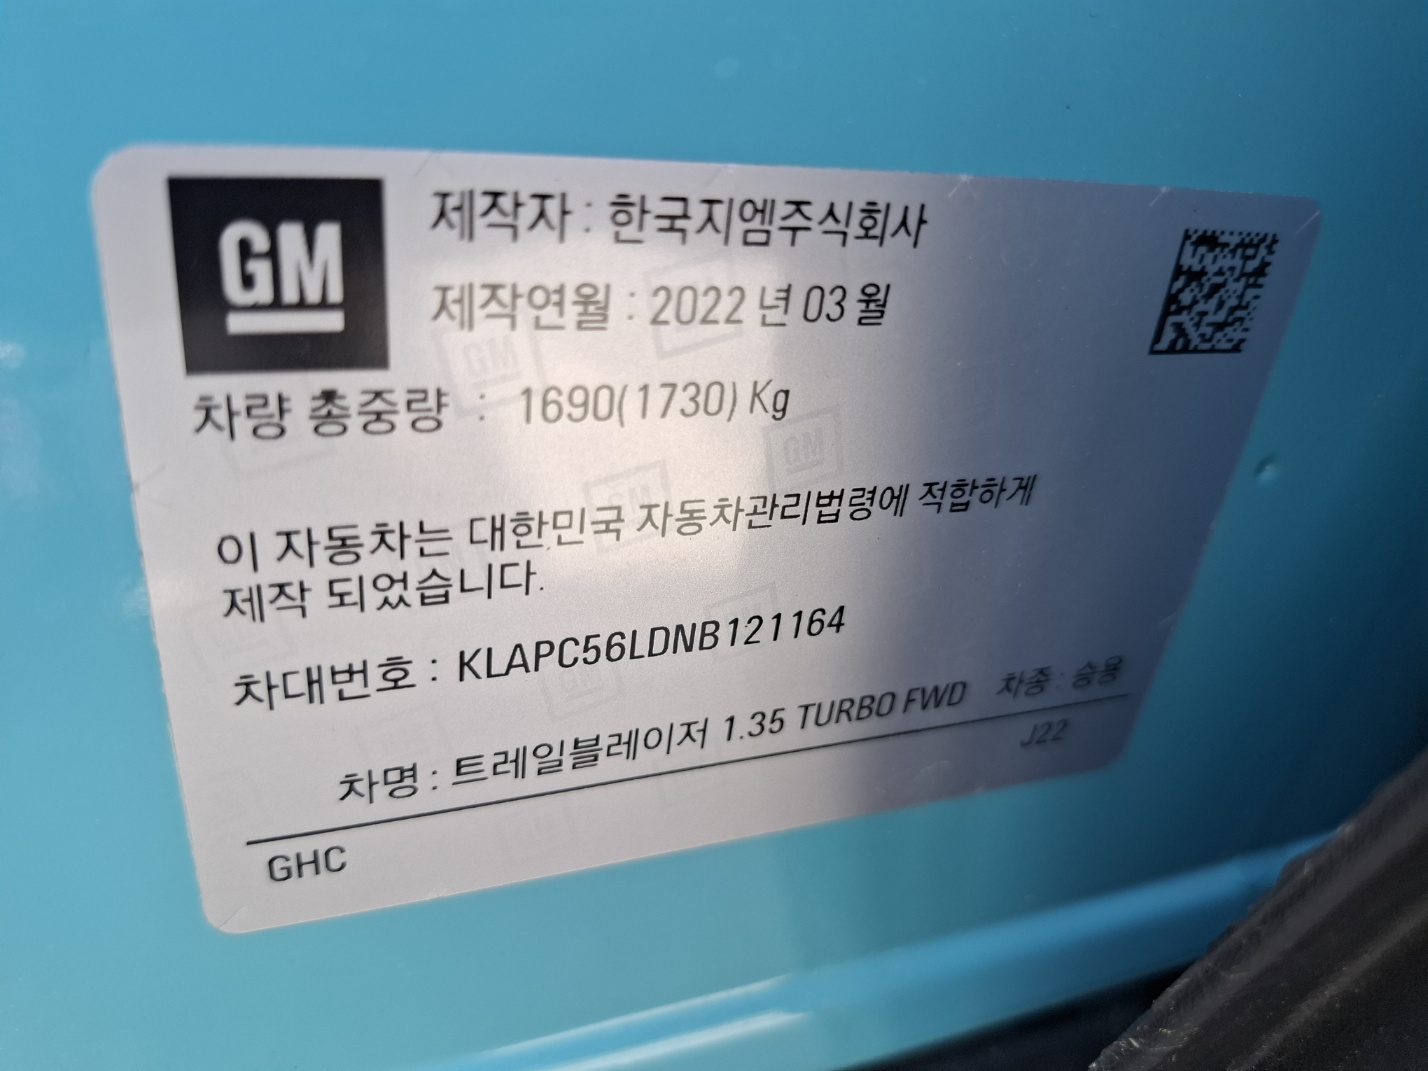 GM
제작자 : 한국지엠주식회사
제작연월 : 2022 년 03 월
차량 총중량 : 1690(1730) Kg
이 자동차는 대한민국 자동차관리법령에 적합하게
제작 되었습니다.
차대번호 : KLAPC56LDNB121164
차명 : 트레일블레이저 1.35 TURBO FWD 차종 : 승용
GHC J22